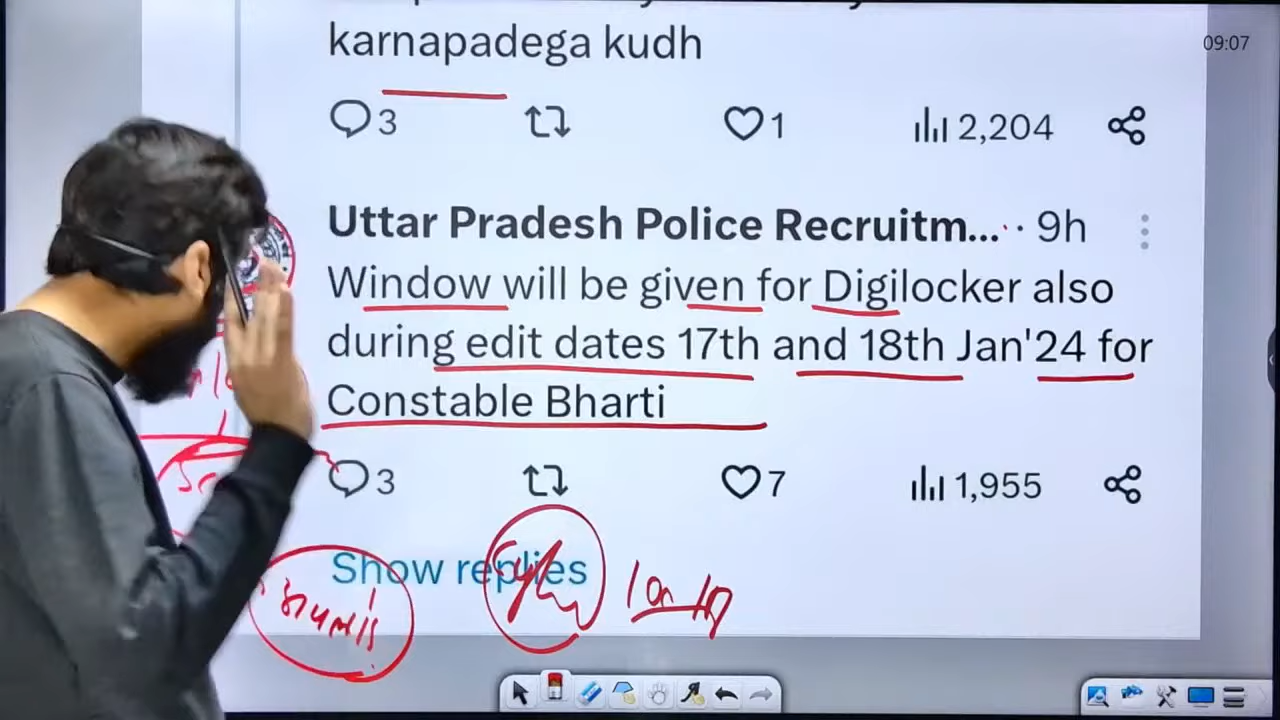 karnapadega kudh
09:07
3 1 2,204
Uttar Pradesh Police Recruitm... · 9h
Window will be given for Digilocker also
during edit dates 17th and 18th Jan'24 for
Constable Bharti
3 7 1,955
Show replies